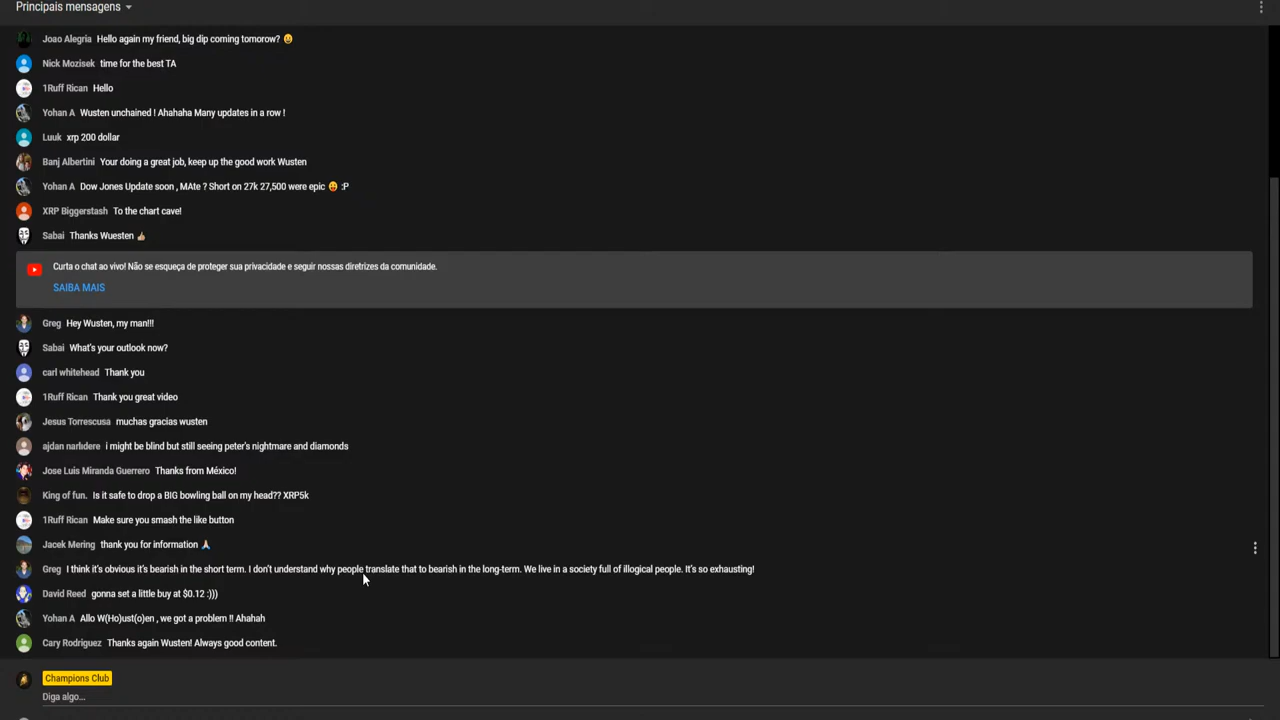 Principais mensagens
Joao Alegria Hello again my friend, big dip coming tomorow? 😀
Nick Mozisek time for the best TA
1Ruff Rican Hello
Yohan A Wusten unchained ! Ahahaha Many updates in a row !
Luuk xrp 200 dollar
Banj Albertini Your doing a great job, keep up the good work Wusten
Yohan A Dow Jones Update soon , MAte ? Short on 27k 27,500 were epic 😛 :P
XRP Biggerstash To the chart cave!
Sabai Thanks Wuesten 👍🏼
Curta o chat ao vivo! Não se esqueça de proteger sua privacidade e seguir nossas diretrizes da comunidade.
SAIBA MAIS
Greg Hey Wusten, my man!!!
Sabai What's your outlook now?
carl whitehead Thank you
1Ruff Rican Thank you great video
Jesus Torrescusa muchas gracias wusten
ajdan narlıdere i might be blind but still seeing peter's nightmare and diamonds
Jose Luis Miranda Guerrero Thanks from México!
King of fun. Is it safe to drop a BIG bowling ball on my head?? XRP5k
1Ruff Rican Make sure you smash the like button
Jacek Mering thank you for information 🙏🏻
Greg I think it's obvious it's bearish in the short term. I don't understand why people translate that to bearish in the long-term. We live in a society full of illogical people. It's so exhausting!
David Reed gonna set a little buy at $0.12 :)))
Yohan A Allo W(Ho)ust(o)en , we got a problem !! Ahahah
Cary Rodriguez Thanks again Wusten! Always good content.
Champions Club
Diga algo...